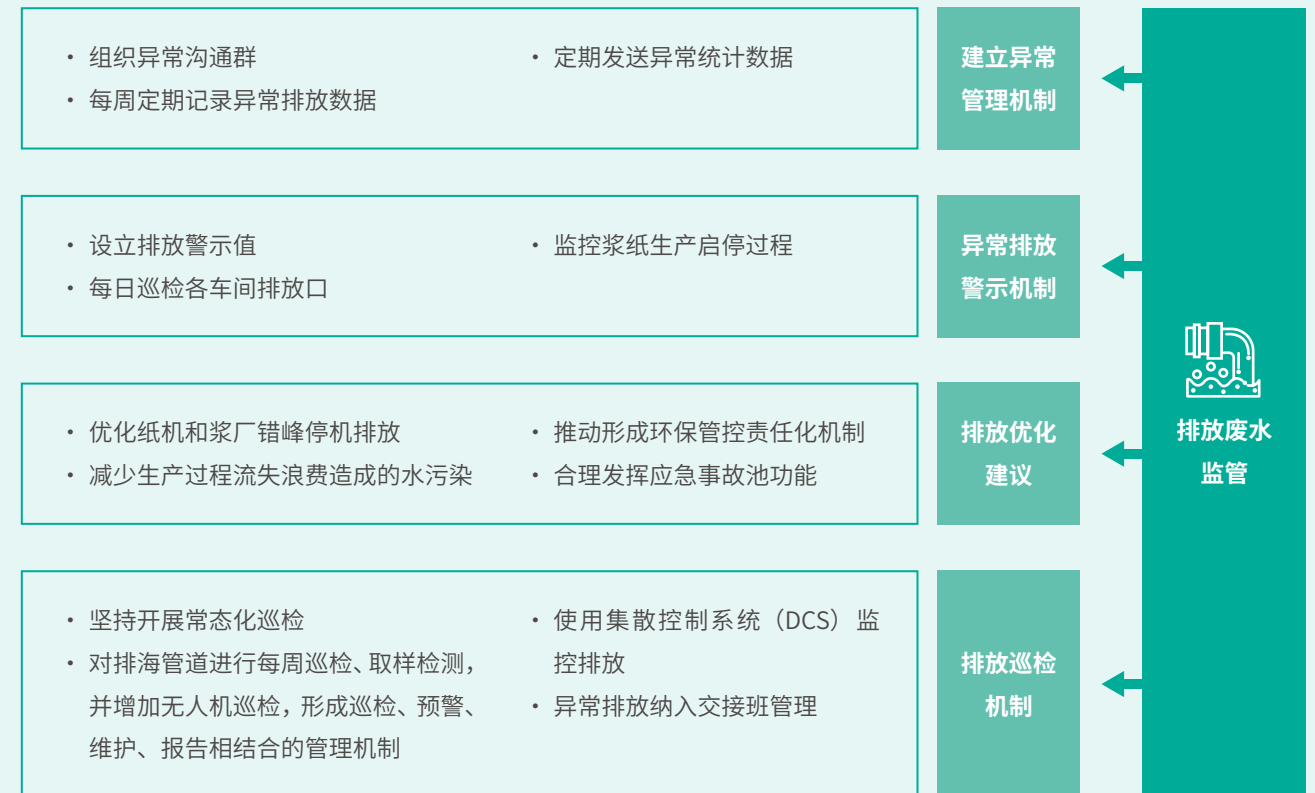 · 组织异常沟通群
· 每周定期记录异常排放数据
· 定期发送异常统计数据
建立异常
管理机制
· 设立排放警示值
· 每日巡检各车间排放口
· 监控浆纸生产启停过程
异常排放
警示机制
· 优化纸机和浆厂错峰停机排放
· 减少生产过程流失浪费造成的水污染
· 推动形成环保管控责任化机制
· 合理发挥应急事故池功能
排放优化
建议
· 坚持开展常态化巡检
· 对排海管道进行每周巡检、取样检测，
并增加无人机巡检，形成巡检、预警、
维护、报告相结合的管理机制
· 使用集散控制系统（DCS）监
控排放
· 异常排放纳入交接班管理
排放巡检
机制
排放废水
监管